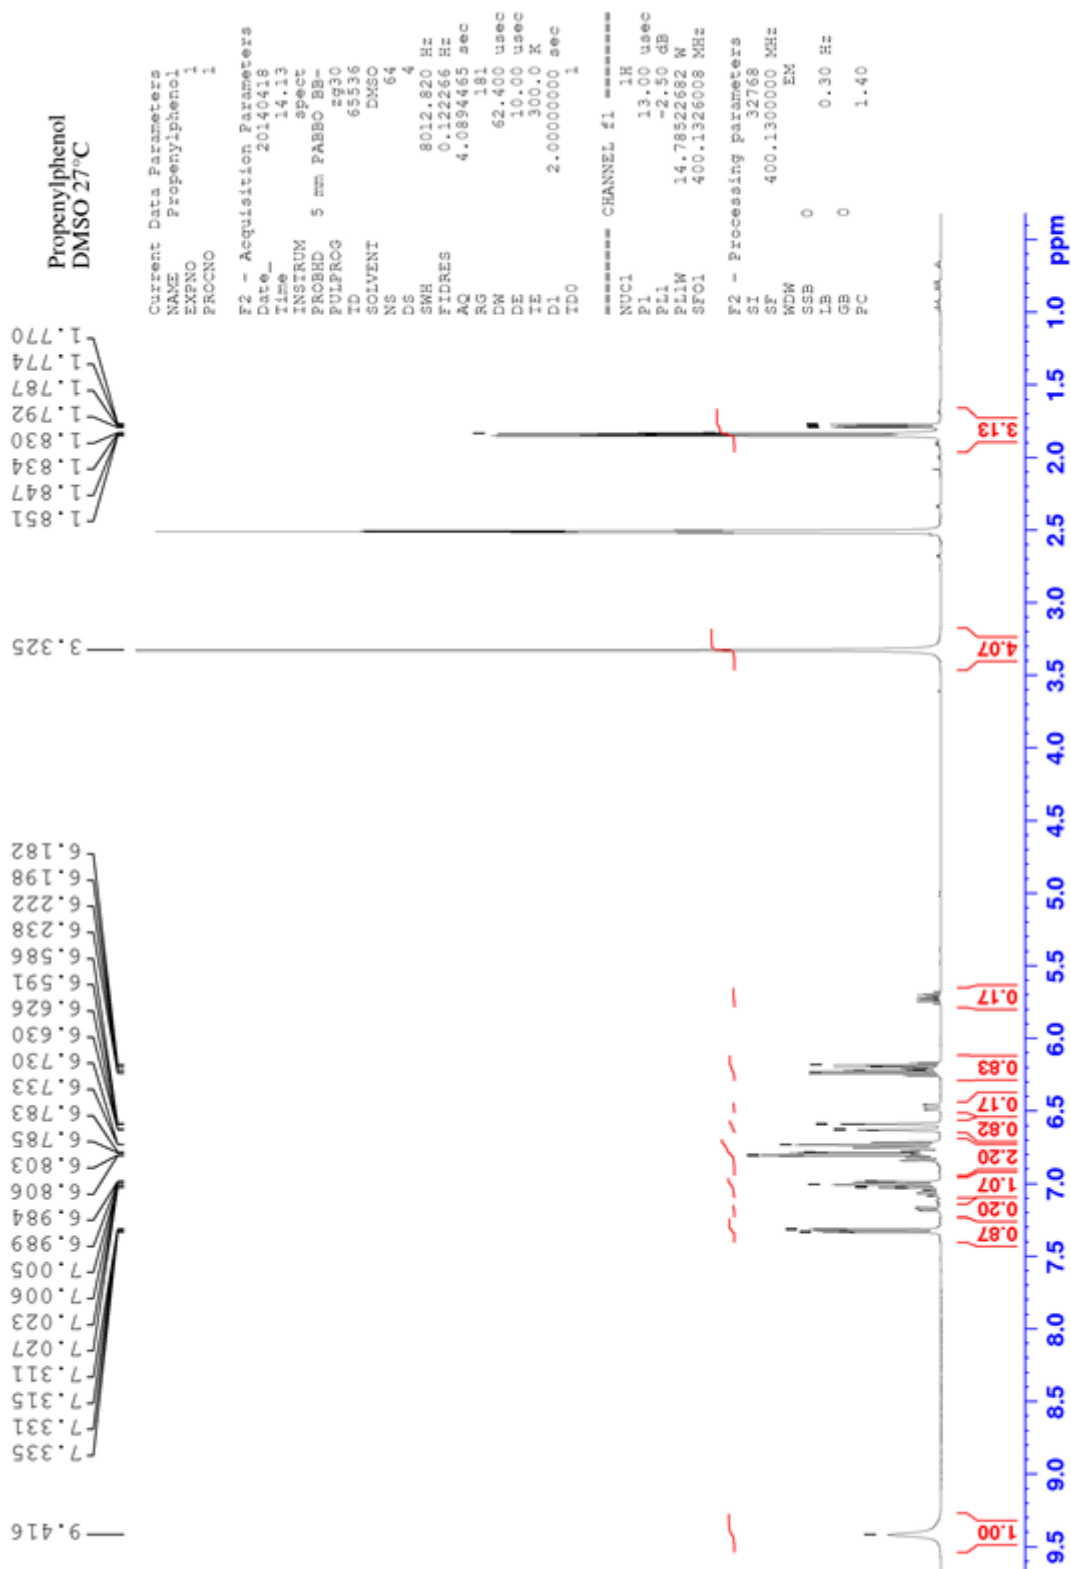 Propenylphenol
DMSO 27°C
Current Data Parameters
NAME Propenylphenol
EXPNO 1
PROCNO 1
F2 - Acquisition Parameters
Date_ 20140418
Time 14.13
INSTRUM spect
PROBHD 5 mm PABBO BB-
PULPROG zg30
TD 65536
SOLVENT DMSO
NS 64
DS 4
SWH 8012.820 Hz
FIDRES 0.122266 Hz
AQ 4.0894465 sec
RG 181
DW 62.400 usec
DE 10.00 usec
TE 300.0 K
D1 2.00000000 sec
TD0 1
======== CHANNEL f1 ========
NUC1 1H
P1 13.00 usec
PL1 -2.50 dB
PL1W 14.78522682 W
SFO1 400.1326008 MHz
F2 - Processing parameters
SI 32768
SF 400.1300000 MHz
WDW EM
SSB 0
LB 0.30 Hz
GB 0
PC 1.40
9.416
7.335
7.331
7.315
7.311
7.027
7.023
7.006
7.005
6.989
6.984
6.806
6.803
6.785
6.783
6.733
6.730
6.630
6.626
6.591
6.586
6.238
6.222
6.198
6.182
3.325
1.851
1.847
1.834
1.830
1.792
1.787
1.774
1.770
1.00
0.87
0.20
1.07
2.20
0.82
0.17
0.83
0.17
4.07
3.13
9.5 9.0 8.5 8.0 7.5 7.0 6.5 6.0 5.5 5.0 4.5 4.0 3.5 3.0 2.5 2.0 1.5 1.0 ppm